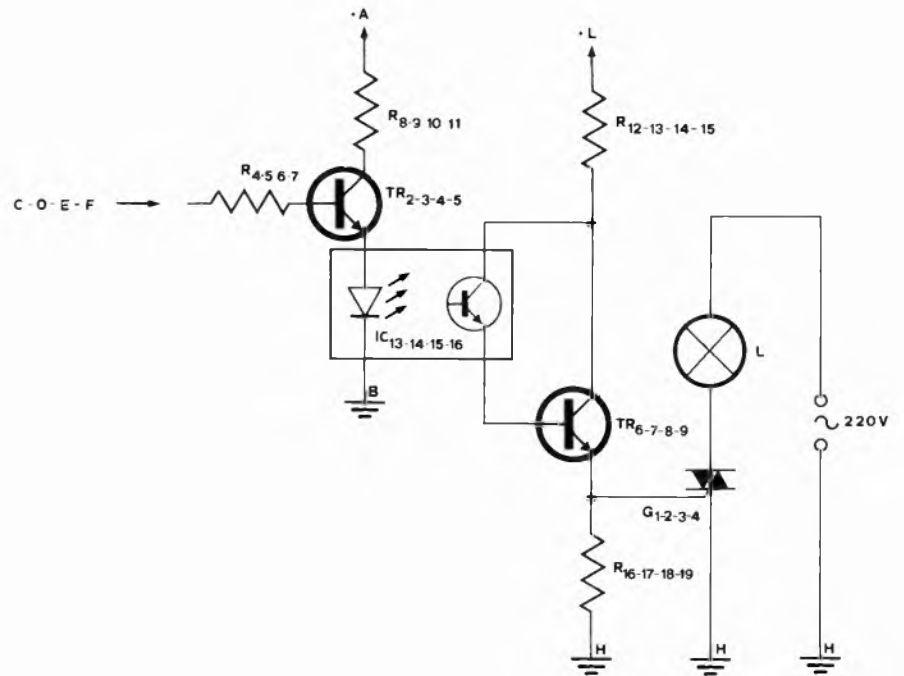 +A
+L
R8-9 10 11
R12-13-14-15
R4-5 6-7
TR2-3-4-5
C-O-E-F
IC13-14-15-16
L
B
TR6-7-8-9
220V
G1-2-3-4
R16-17-18-19
H
H
H